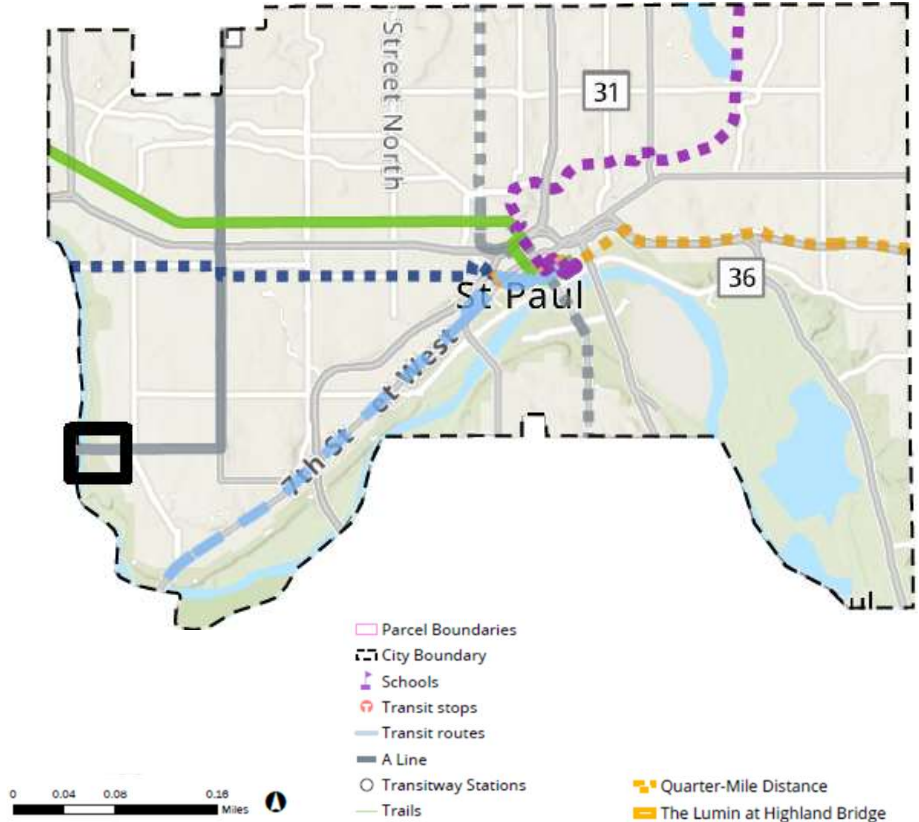 Street North
31
36
St Paul
7th St et West
Parcel Boundaries
City Boundary
Schools
Transit stops
Transit routes
A Line
Transitway Stations
Trails
Quarter-Mile Distance
The Lumin at Highland Bridge
0 0.04 0.08 0.16
Miles